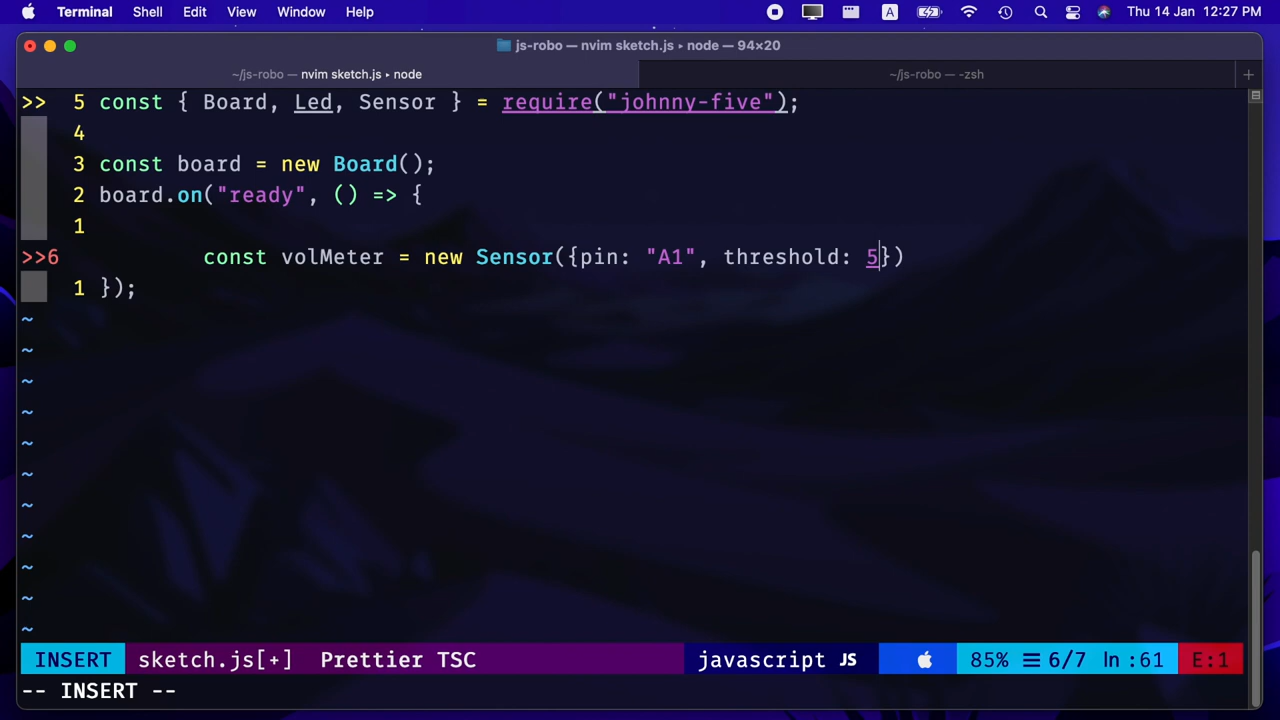 Terminal Shell Edit View Window Help A Thu 14 Jan 12:27 PM
js-robo — nvim sketch.js ▸ node — 94×20
~/js-robo — nvim sketch.js ▸ node ~/js-robo — -zsh +
>> 5 const { Board, Led, Sensor } = require("johnny-five");
4
3 const board = new Board();
2 board.on("ready", () => {
1
>>6 const volMeter = new Sensor({pin: "A1", threshold: 5})
1 });
~
~
~
~
~
~
~
~
~
~
~
INSERT sketch.js[+] Prettier TSC javascript JS 85% ☰ 6/7 ln :61 E:1
-- INSERT --